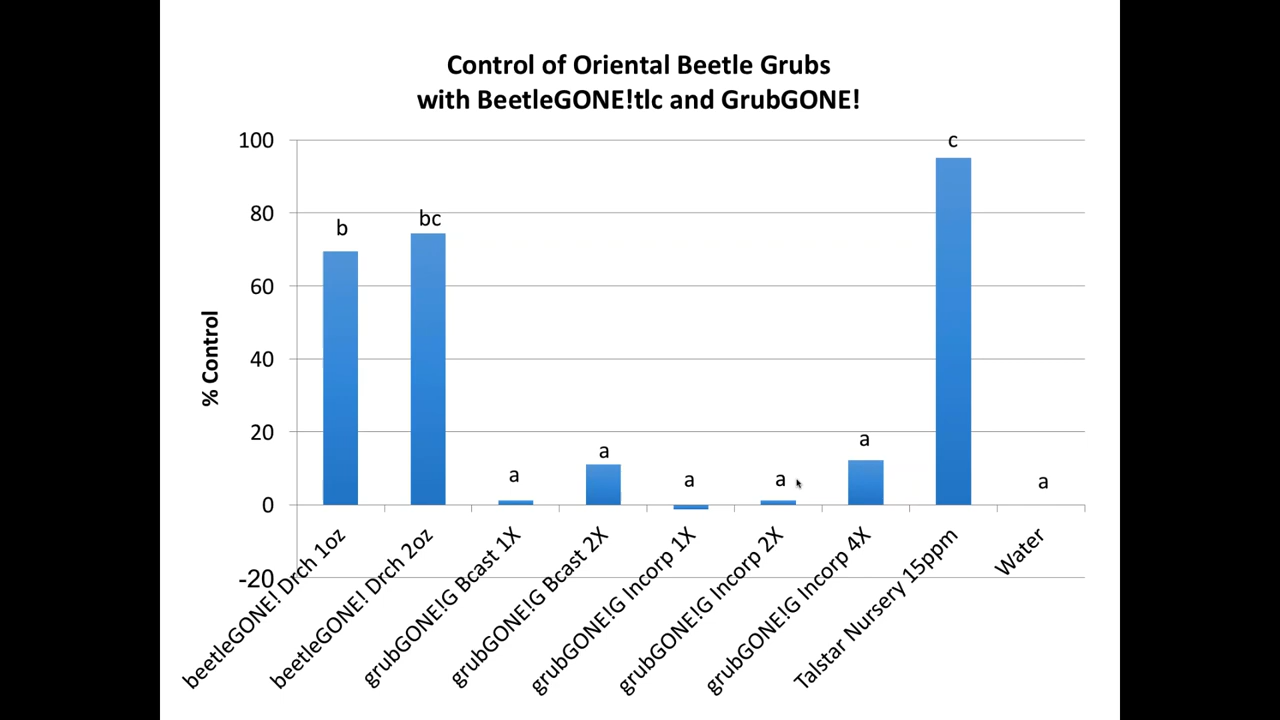 Control of Oriental Beetle Grubs
with BeetleGONE!tlc and GrubGONE!
% Control
100
80
60
40
20
0
-20
b
bc
a
a
a
a
a
c
a
beetleGONE! Drch 1oz
beetleGONE! Drch 2oz
grubGONE!G Bcast 1X
grubGONE!G Bcast 2X
grubGONE!G Incorp 1X
grubGONE!G Incorp 2X
grubGONE!G Incorp 4X
Talstar Nursery 15ppm
Water